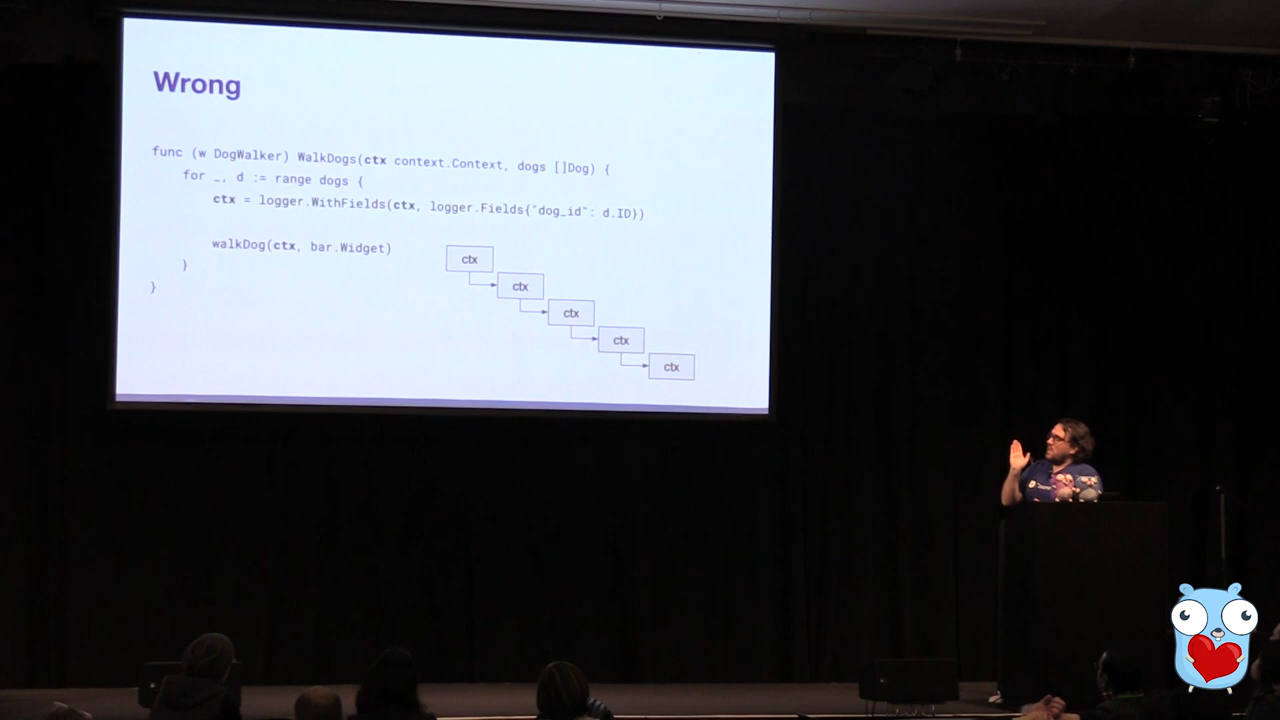 Wrong
func (w DogWalker) WalkDogs(ctx context.Context, dogs []Dog) {
for _, d := range dogs {
ctx = logger.WithFields(ctx, logger.Fields{"dog_id": d.ID})
walkDog(ctx, bar.Widget)
}
}
ctx
ctx
ctx
ctx
ctx